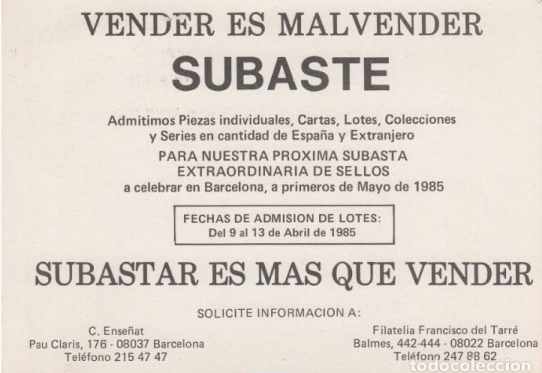 VENDER ES MALVENDER
SUBASTE
Admitimos Piezas individuales, Cartas, Lotes, Colecciones
y Series en cantidad de España y Extranjero
PARA NUESTRA PROXIMA SUBASTA
EXTRAORDINARIA DE SELLOS
a celebrar en Barcelona, a primeros de Mayo de 1985
FECHAS DE ADMISION DE LOTES:
Del 9 al 13 de Abril de 1985
SUBASTAR ES MAS QUE VENDER
SOLICITE INFORMACION A:
C. Enseñat
Pau Claris, 176 - 08037 Barcelona
Teléfono 215 47 47
Filatelia Francisco del Tarré
Balmes, 442-444 - 08022 Barcelona
Teléfono 247 88 62
todocoleccion